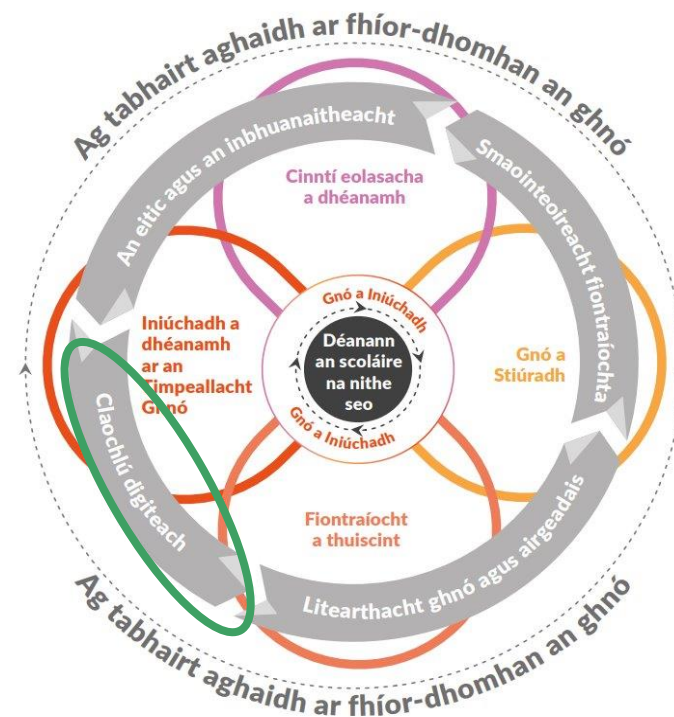 Ag tabhairt aghaidh ar fhíor-dhomhan an ghnó
An eitic agus an inbhuanaitheacht
Smaointeoireacht fiontraíochta
Cinntí eolasacha
a dhéanamh
Iniúchadh a
dhéanamh
ar an
Timpeallacht
Ghnó
Gnó a Iniúchadh
Déanann
an scoláire
na nithe
seo
Gnó a Iniúchadh
Gnó a
Stiúradh
Claochlú digiteach
Fiontraíocht
a thuiscint
Litearthacht ghnó agus airgeadais
Ag tabhairt aghaidh ar fhíor-dhomhan an ghnó